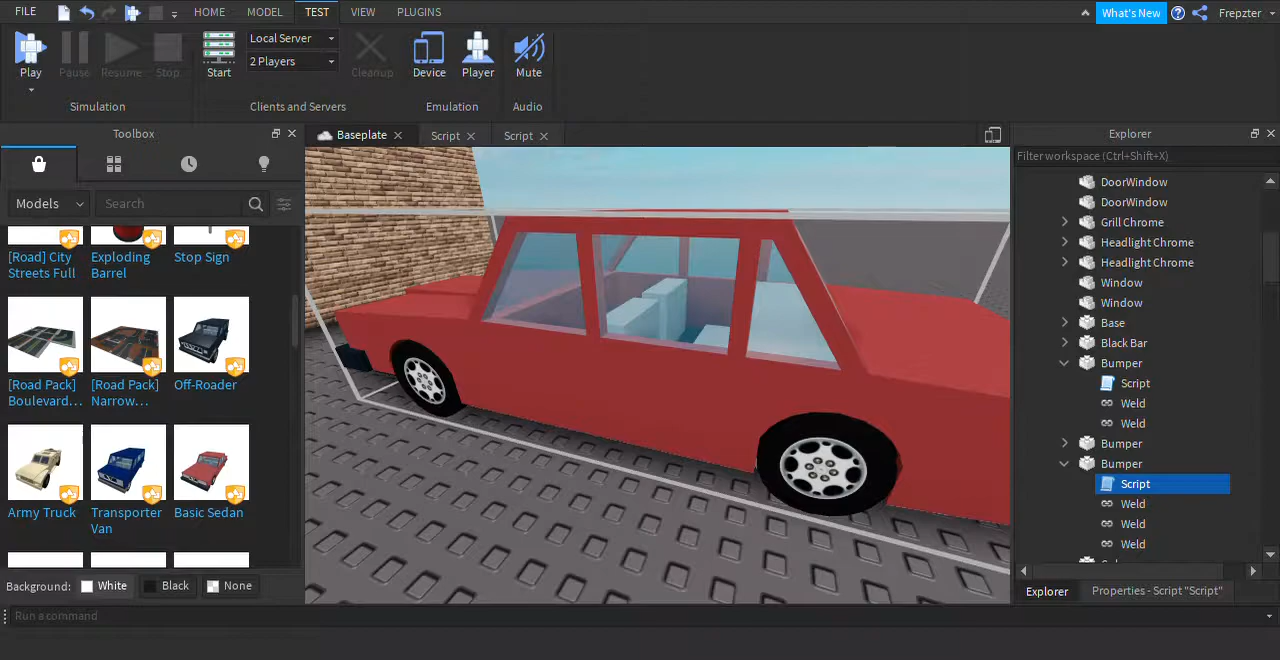 FILE
HOME
MODEL
TEST
VIEW
PLUGINS
What's New
Frepzter
Play
Pause
Resume
Stop
Start
Local Server
2 Players
Cleanup
Device
Player
Mute
Simulation
Clients and Servers
Emulation
Audio
Toolbox
Baseplate
Script
Script
Explorer
Filter workspace (Ctrl+Shift+X)
Models
Search
[Road] City
Streets Full
Exploding
Barrel
Stop Sign
[Road Pack]
Boulevard...
[Road Pack]
Narrow...
Off-Roader
Army Truck
Transporter
Van
Basic Sedan
Background:
White
Black
None
DoorWindow
DoorWindow
Grill Chrome
Headlight Chrome
Headlight Chrome
Window
Window
Base
Black Bar
Bumper
Script
Weld
Weld
Bumper
Bumper
Script
Weld
Weld
Weld
Explorer
Properties - Script "Script"
Run a command